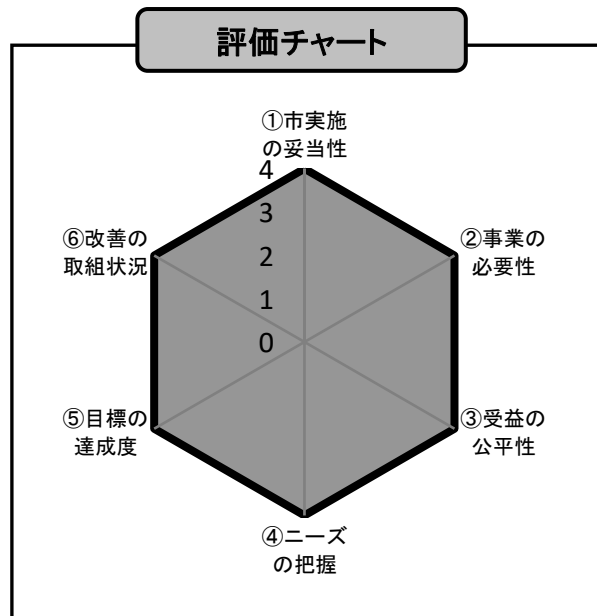 評価チャート
①市実施
の妥当性
4
3
2
1
0
②事業の
必要性
③受益の
公平性
④ニーズ
の把握
⑤目標の
達成度
⑥改善の
取組状況